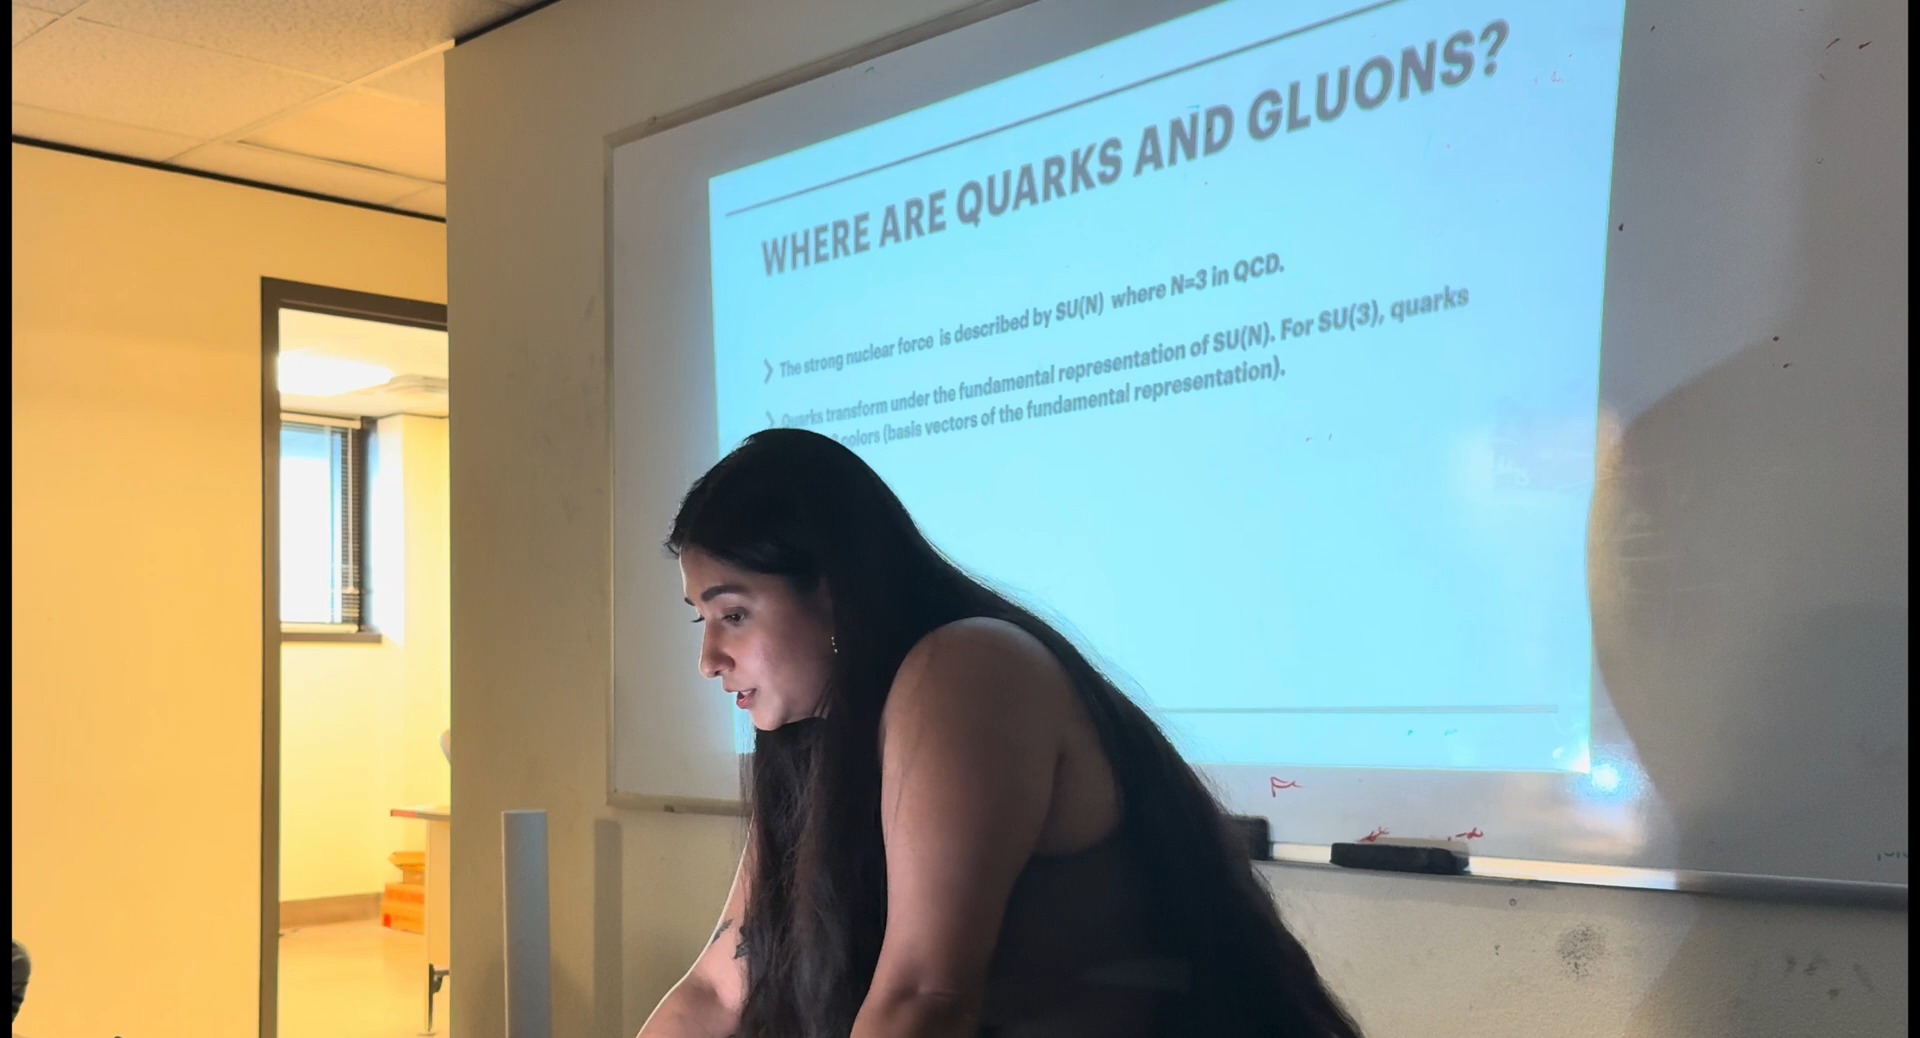 WHERE ARE QUARKS AND GLUONS?
The strong nuclear force is described by SU(N) where N=3 in QCD.
Quarks transform under the fundamental representation of SU(N). For SU(3), quarks
colors (basis vectors of the fundamental representation).